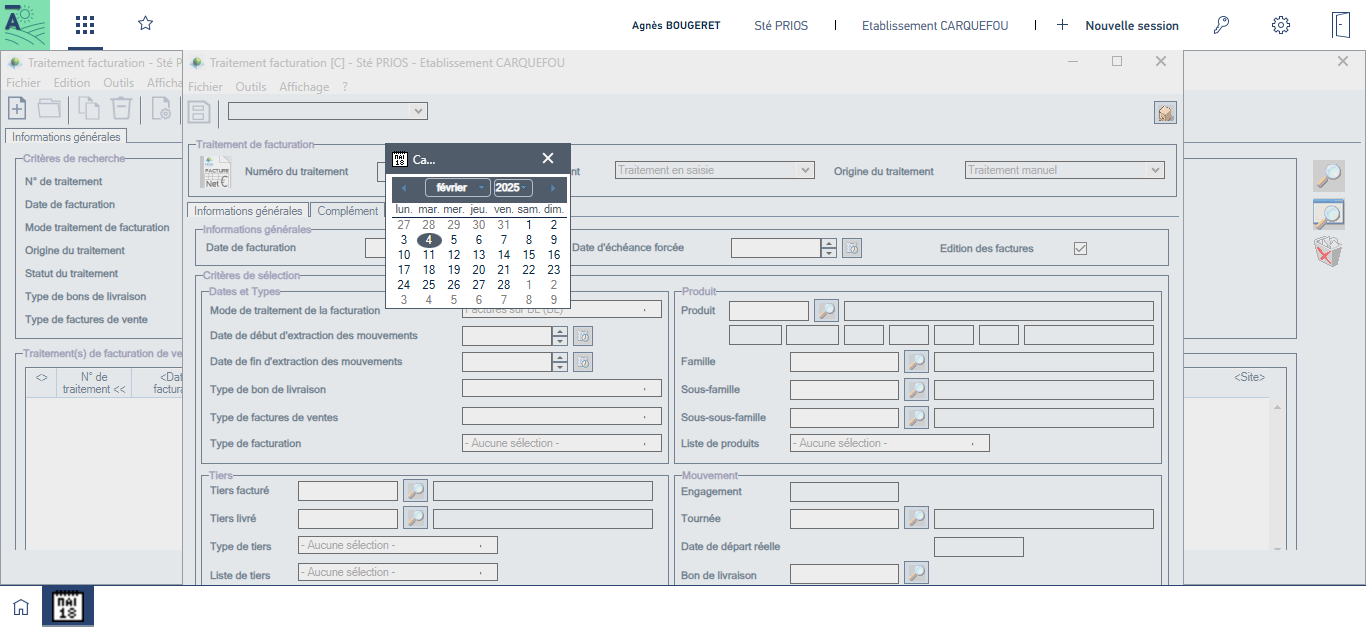 Agnès BOUGERET Sté PRIOS Etablissement CARQUEFOU Nouvelle session
Traitement facturation - Sté P
Traitement facturation [C] - Sté PRIOS - Etablissement CARQUEFOU
Fichier Edition Outils Afficha
Fichier Outils Affichage ?
Informations générales
Critères de recherche
N° de traitement
Date de facturation
Mode traitement de facturation
Origine du traitement
Statut du traitement
Type de bons de livraison
Type de factures de vente
Traitement(s) de facturation de ve
<> N° de traitement << <Dat factura
<Site>
Traitement de facturation
FACTURE
Net C
Numéro du traitement
nt
Traitement en saisie
Origine du traitement
Traitement manuel
Informations générales Complément
Informations générales
Date de facturation
Date d'échéance forcée
Edition des factures
Ca...
février 2025
lun. mar. mer. jeu. ven. sam. dim.
27 28 29 30 31 1 2
3 4 5 6 7 8 9
10 11 12 13 14 15 16
17 18 19 20 21 22 23
24 25 26 27 28 1 2
3 4 5 6 7 8 9
Critères de sélection
Dates et Types
Mode de traitement de la facturation
Factures sur BL (BL)
Date de début d'extraction des mouvements
Date de fin d'extraction des mouvements
Type de bon de livraison
Type de factures de ventes
Type de facturation
- Aucune sélection -
Produit
Produit
Famille
Sous-famille
Sous-sous-famille
Liste de produits
- Aucune sélection -
Tiers
Tiers facturé
Tiers livré
Type de tiers
- Aucune sélection -
Liste de tiers
- Aucune sélection -
Mouvement
Engagement
Tournée
Date de départ réelle
Bon de livraison
MAI
18